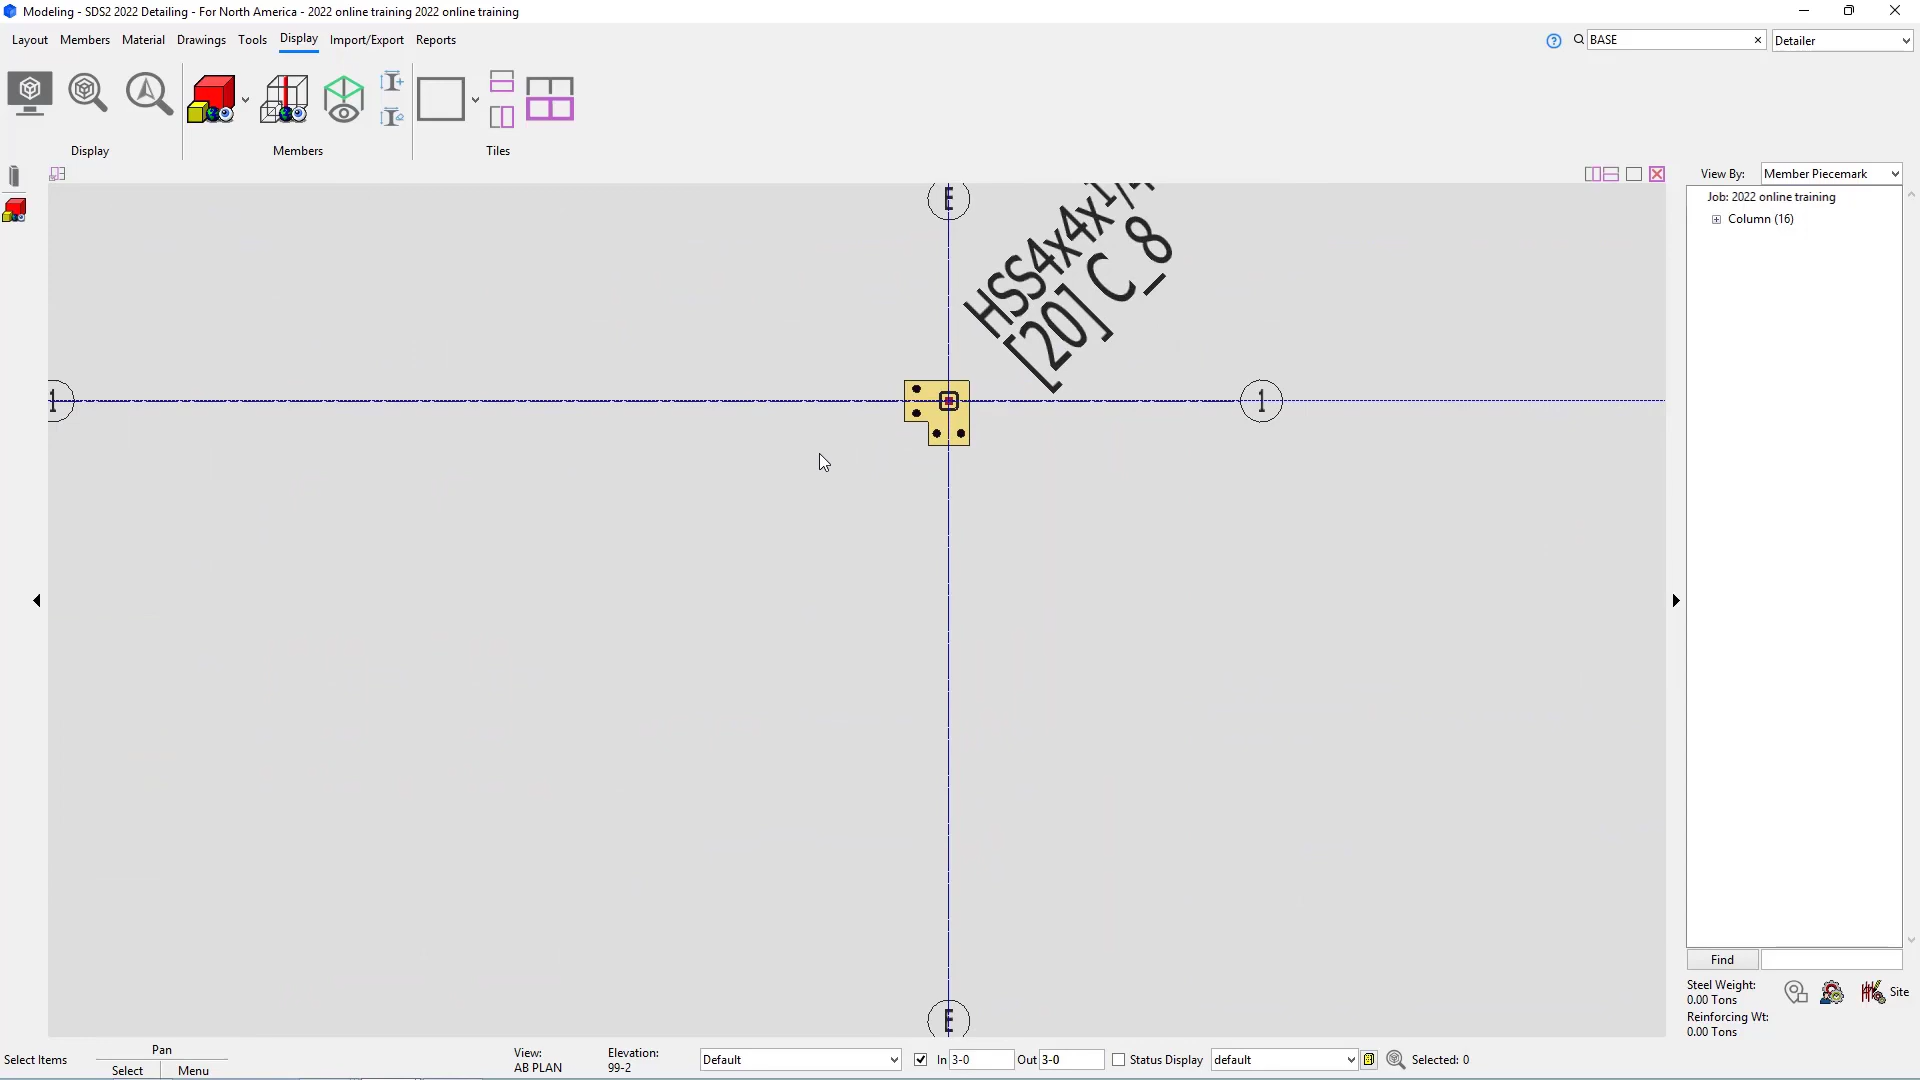 Modeling - SDS2 2022 Detailing - For North America - 2022 online training 2022 online training
Layout Members Material Drawings Tools Display Import/Export Reports
BASE
Detailer
Display
Members
Tiles
View By: Member Piecemark
Job: 2022 online training
Column (16)
E
HSS4x4x1/4
[20] C_8
1
1
E
Find
Steel Weight:
0.00 Tons
Site
Reinforcing Wt:
0.00 Tons
Select Items
Pan
Select
Menu
View:
AB PLAN
Elevation:
99-2
Default
In 3-0
Out 3-0
Status Display
default
Selected: 0